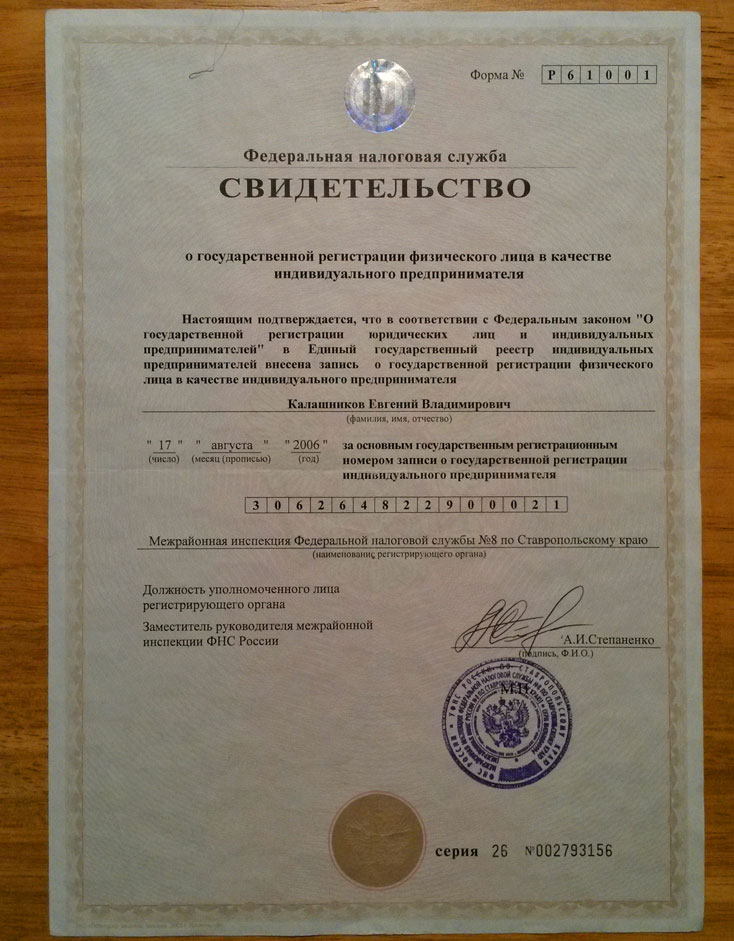 Форма № Р61001
Федеральная налоговая служба
СВИДЕТЕЛЬСТВО
о государственной регистрации физического лица в качестве
индивидуального предпринимателя
Настоящим подтверждается, что в соответствии с Федеральным законом "О
государственной регистрации юридических лиц и индивидуальных
предпринимателей" в Единый государственный реестр индивидуальных
предпринимателей внесена запись о государственной регистрации физического
лица в качестве индивидуального предпринимателя
Калашников Евгений Владимирович
(фамилия, имя, отчество)
" 17 " " августа " "2006 " за основным государственным регистрационным
(число) (месяц (прописью) (год) номером записи о государственной регистрации
индивидуального предпринимателя
306264822900021
Межрайонная инспекция Федеральной налоговой службы №8 по Ставропольскому краю
(наименование регистрирующего органа)
Должность уполномоченного лица
регистрирующего органа
Заместитель руководителя межрайонной
инспекции ФНС России
А.И.Степаненко
(подпись, Ф.И.О.)
М.П.
серия 26 №002793156